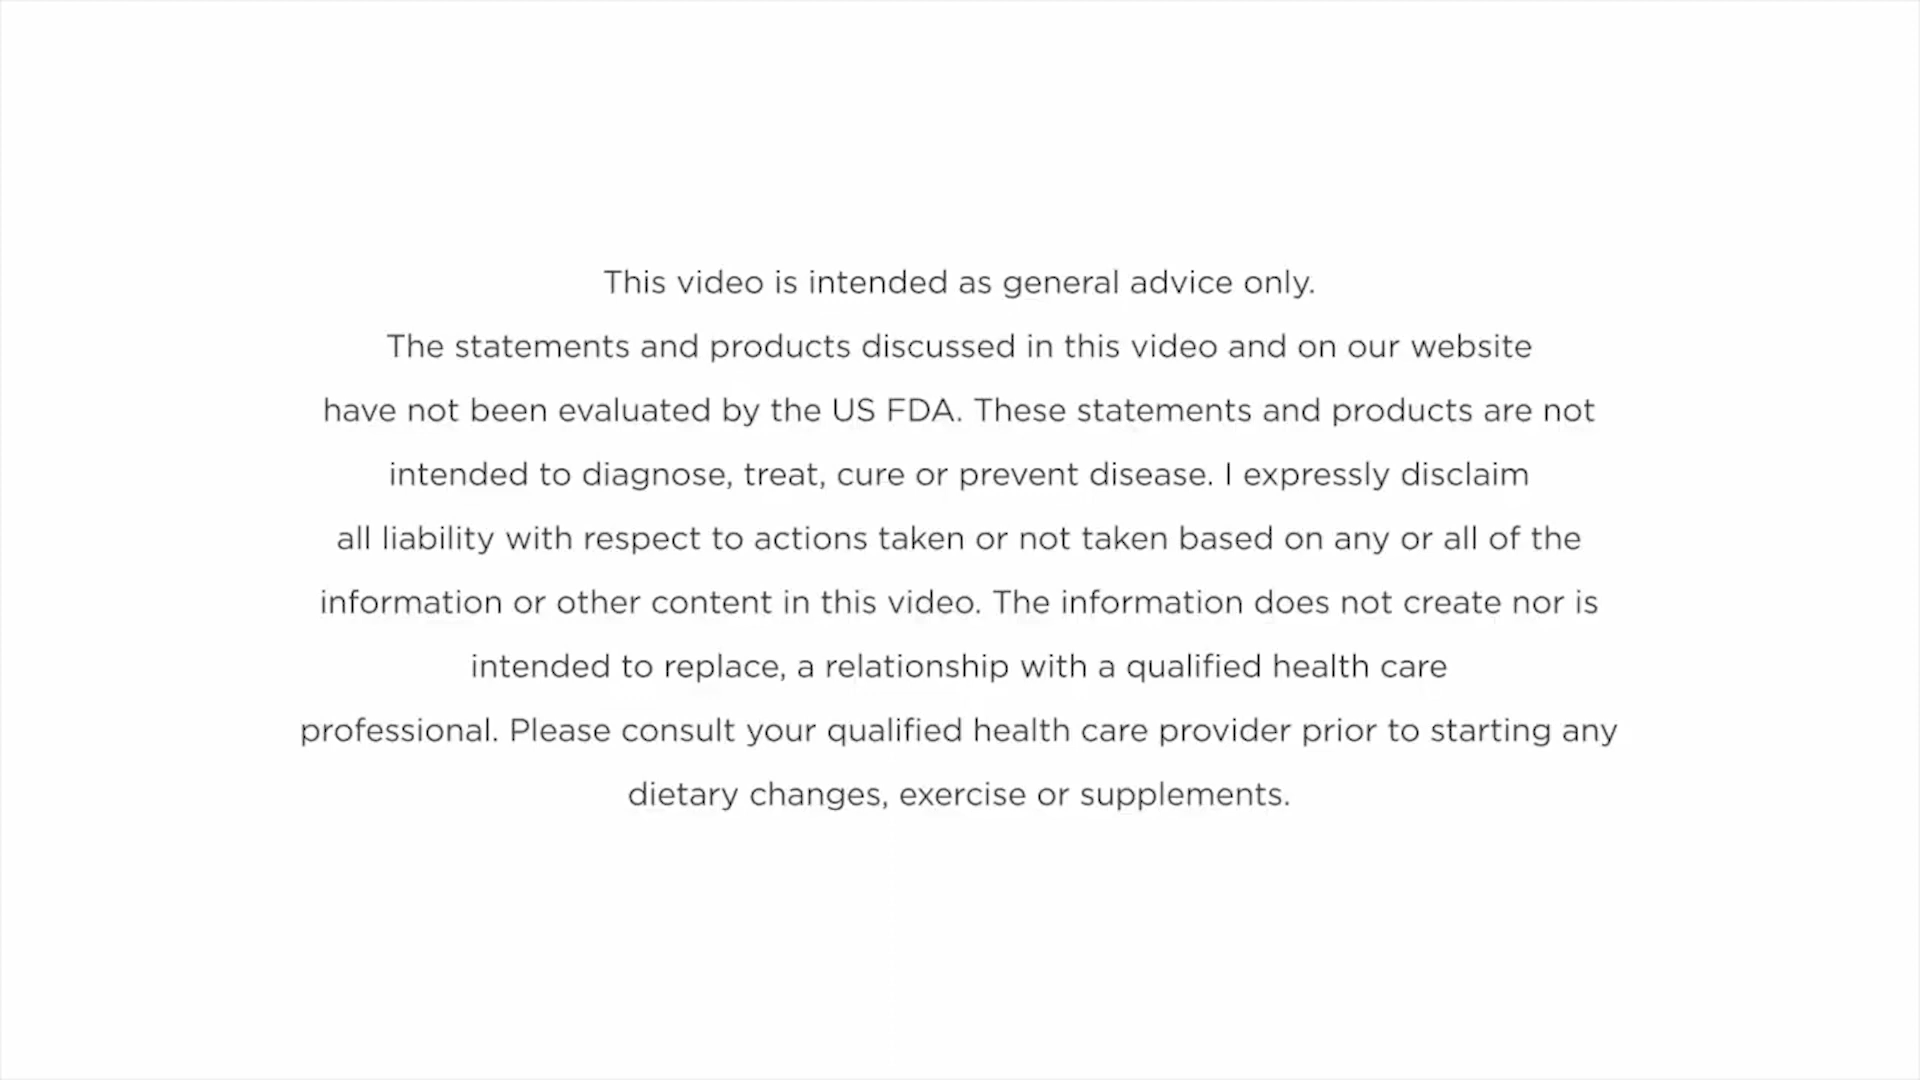 This video is intended as general advice only.
The statements and products discussed in this video and on our website
have not been evaluated by the US FDA. These statements and products are not
intended to diagnose, treat, cure or prevent disease. I expressly disclaim
all liability with respect to actions taken or not taken based on any or all of the
information or other content in this video. The information does not create nor is
intended to replace, a relationship with a qualified health care
professional. Please consult your qualified health care provider prior to starting any
dietary changes, exercise or supplements.